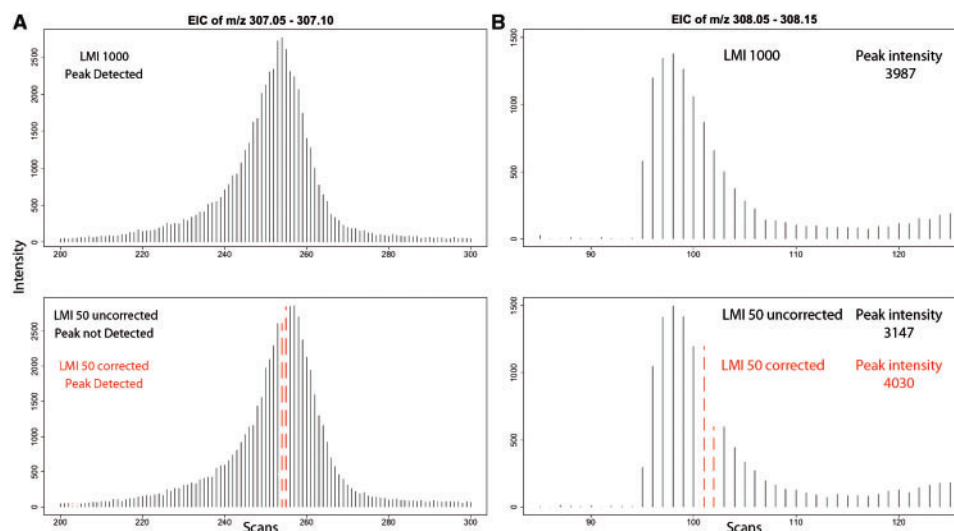 A
EIC of m/z 307.05 - 307.10
LMI 1000
Peak Detected
0 500 1000 1500 2000 2500
200 220 240 260 280 300
B
EIC of m/z 308.05 - 308.15
LMI 1000
Peak intensity
3987
0 500 1000 1500
90 100 110 120
Intensity
LMI 50 uncorrected
Peak not Detected
LMI 50 corrected
Peak Detected
0 500 1000 1500 2000 2500
200 220 240 260 280 300
Scans
LMI 50 uncorrected
Peak intensity
3147
LMI 50 corrected
Peak intensity
4030
0 500 1000 1500
90 100 110 120
Scans